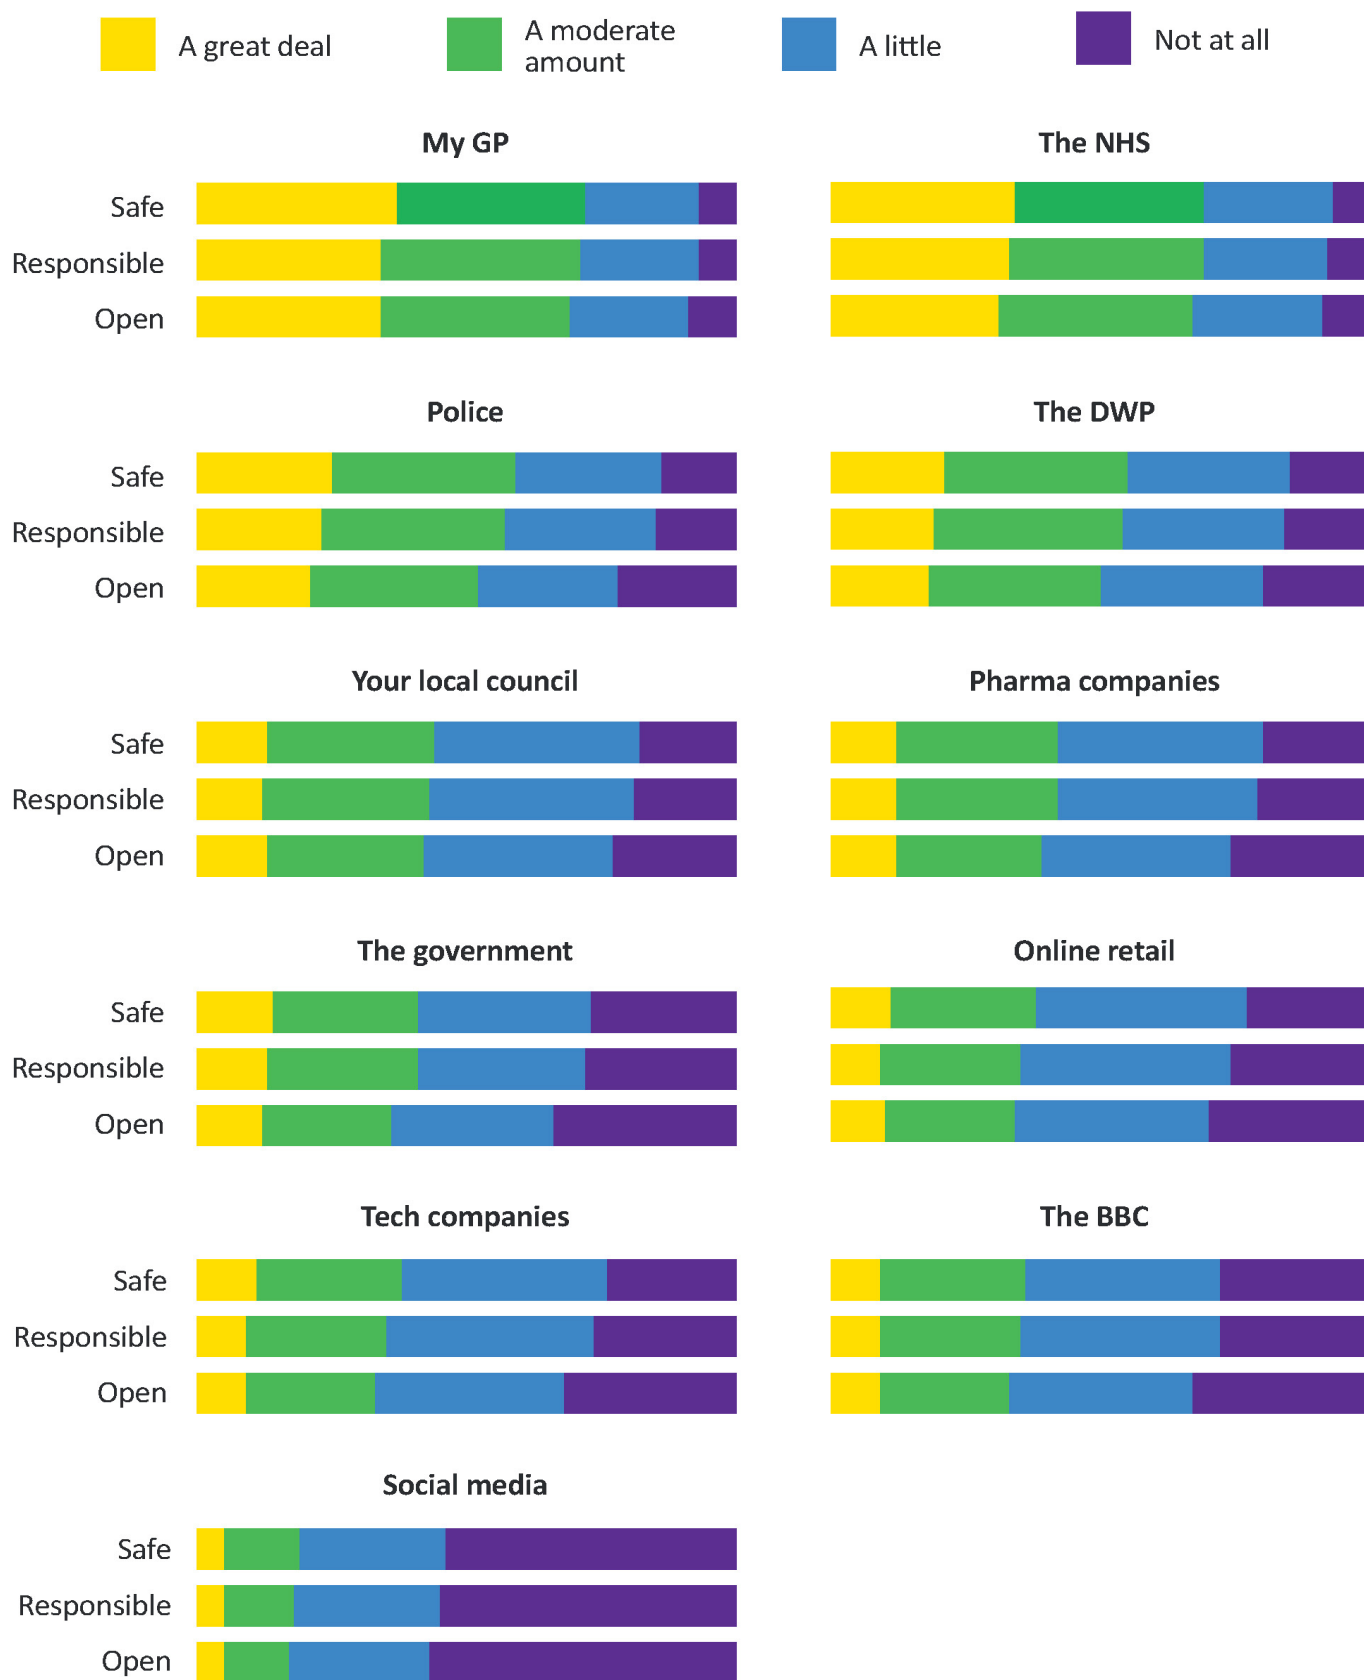 A great deal
A moderate
amount
A little
Not at all
My GP
The NHS
Safe
Responsible
Open
Police
The DWP
Safe
Responsible
Open
Your local council
Pharma companies
Safe
Responsible
Open
The government
Online retail
Safe
Responsible
Open
Tech companies
The BBC
Safe
Responsible
Open
Social media
Safe
Responsible
Open